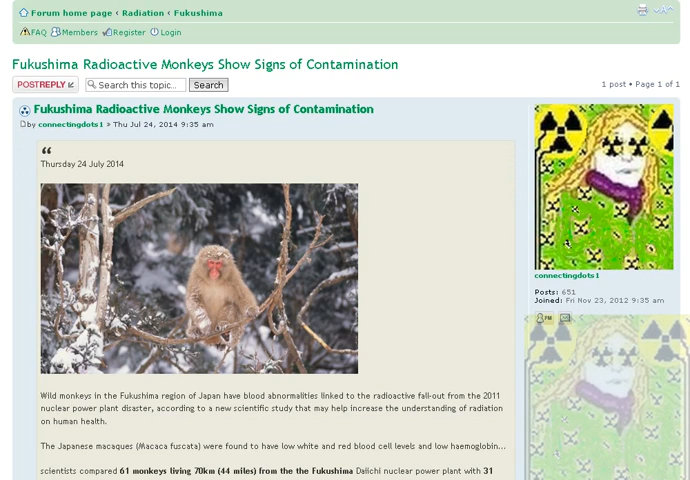 Forum home page ‹ Radiation ‹ Fukushima
FAQ Members Register Login
Fukushima Radioactive Monkeys Show Signs of Contamination
POSTREPLY Search this topic... Search 1 post • Page 1 of 1
Fukushima Radioactive Monkeys Show Signs of Contamination
by connectingdots1 » Thu Jul 24, 2014 9:35 am
Thursday 24 July 2014
Wild monkeys in the Fukushima region of Japan have blood abnormalities linked to the radioactive fall-out from the 2011
nuclear power plant disaster, according to a new scientific study that may help increase the understanding of radiation
on human health.
The Japanese macaques (Macaca fuscata) were found to have low white and red blood cell levels and low haemoglobin...
scientists compared 61 monkeys living 70km (44 miles) from the the Fukushima Daiichi nuclear power plant with 31
connectingdots1
Posts: 651
Joined: Fri Nov 23, 2012 9:35 am
PM